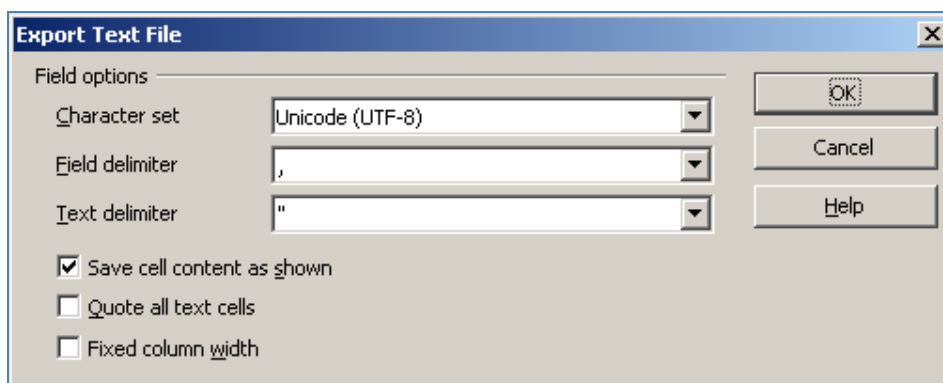 Export Text File
Field options
Character set
Unicode (UTF-8)
OK
Field delimiter
,
Cancel
Text delimiter
"
Help
Save cell content as shown
Quote all text cells
Fixed column width